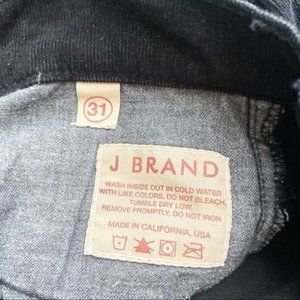 31
J BRAND
WASH INSIDE OUT IN COLD WATER
WITH LIKE COLORS, DO NOT BLEACH,
TUMBLE DRY LOW,
REMOVE PROMPTLY, DO NOT IRON
MADE IN CALIFORNIA, USA